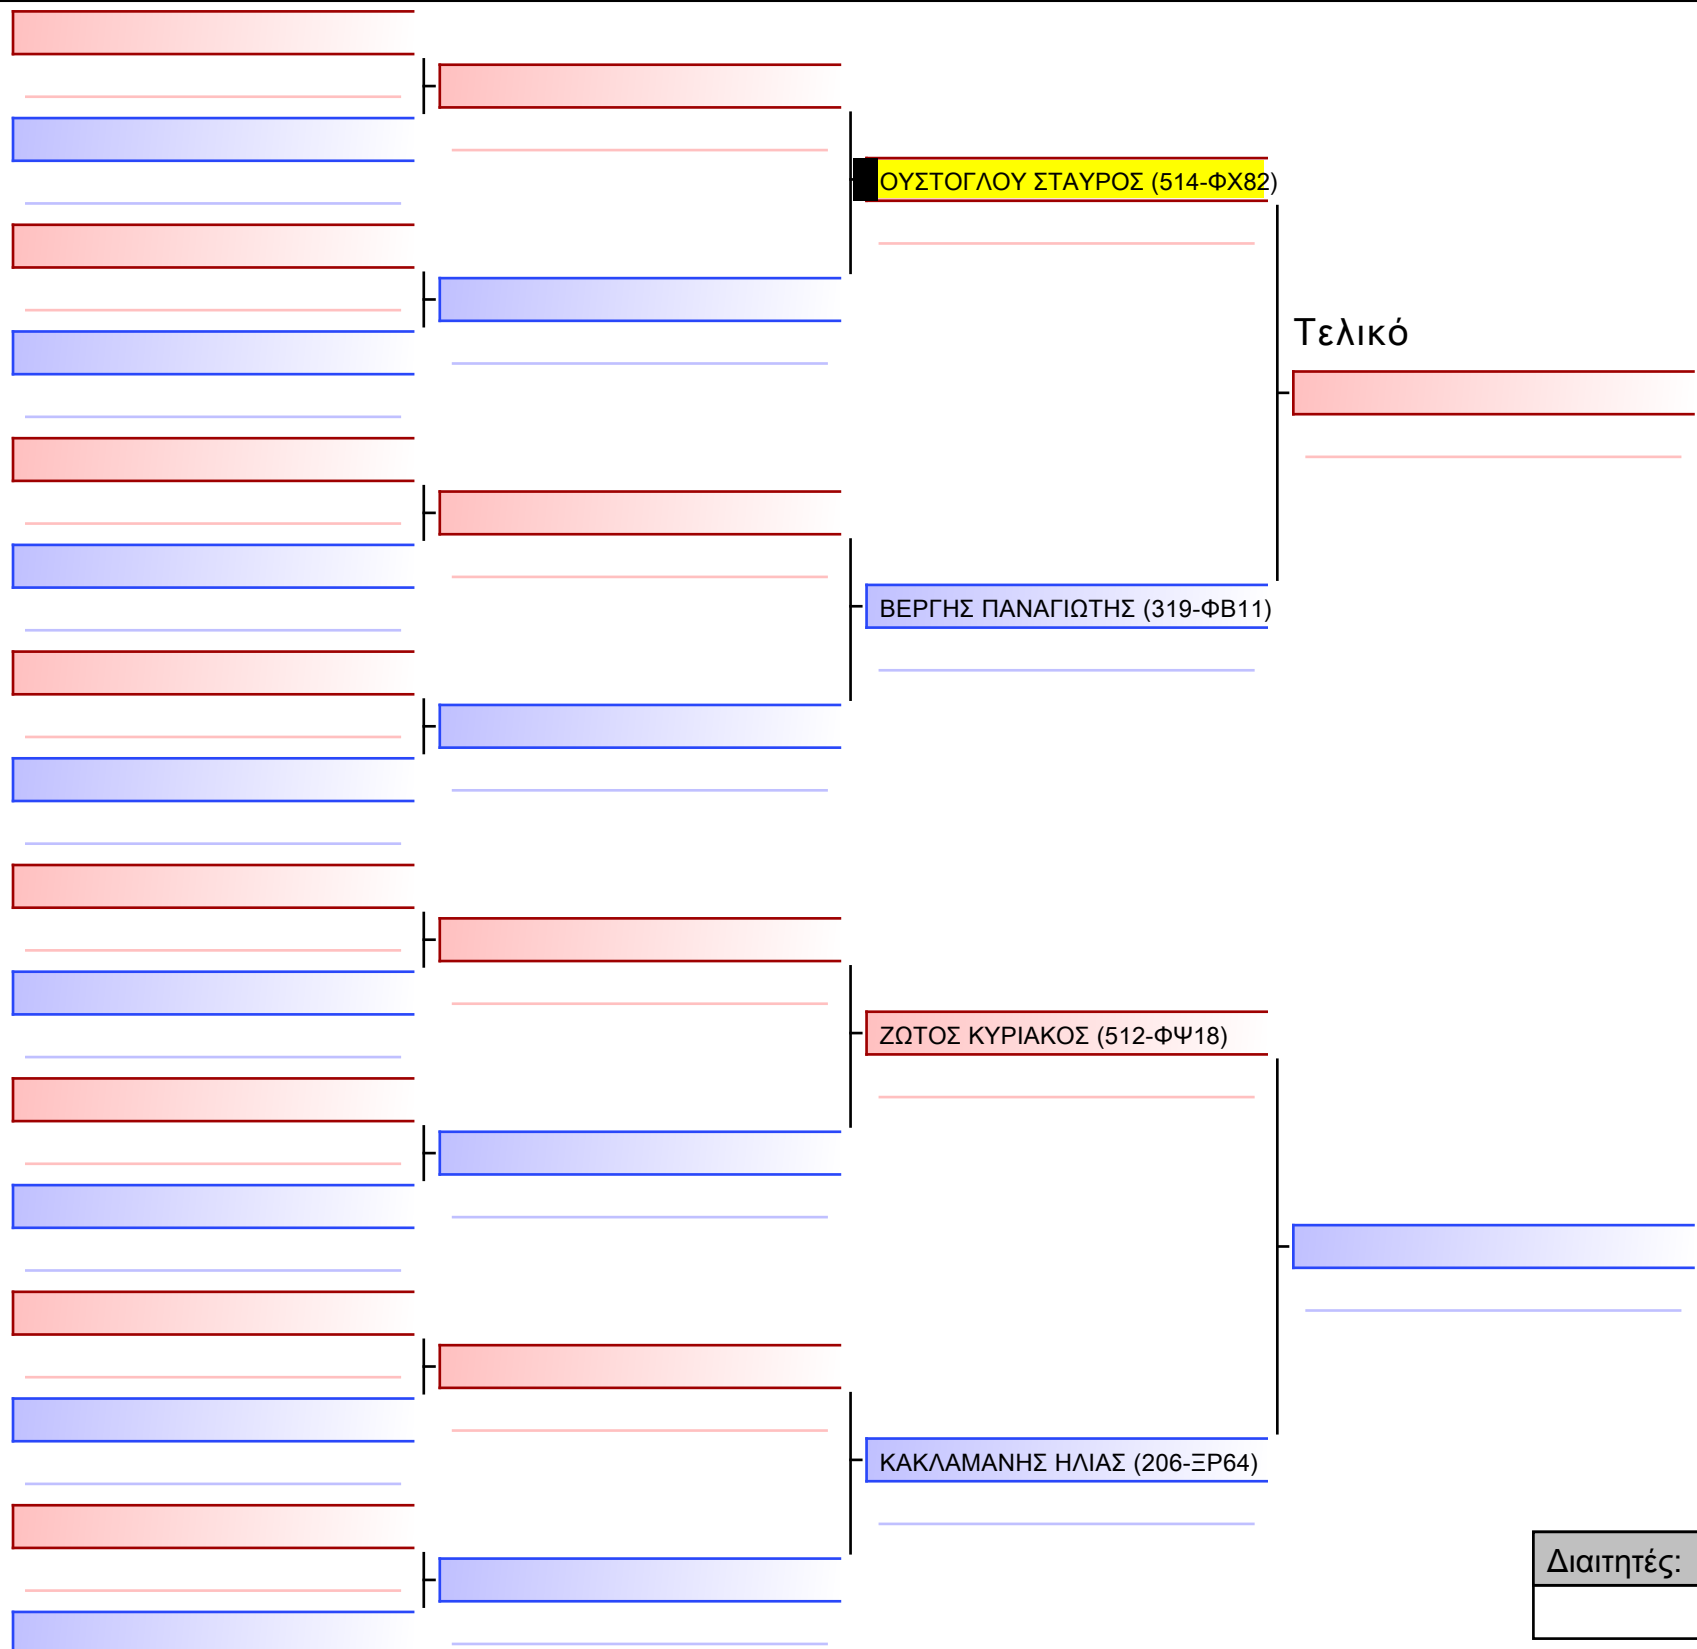 ΟΥΣΤΟΓΛΟΥ ΣΤΑΥΡΟΣ (514-ΦΧ82)
Τελικό
ΒΕΡΓΗΣ ΠΑΝΑΓΙΩΤΗΣ (319-ΦΒ11)
ΖΩΤΟΣ ΚΥΡΙΑΚΟΣ (512-ΦΨ18)
ΚΑΚΛΑΜΑΝΗΣ ΗΛΙΑΣ (206-ΞΡ64)
Διαιτητές: